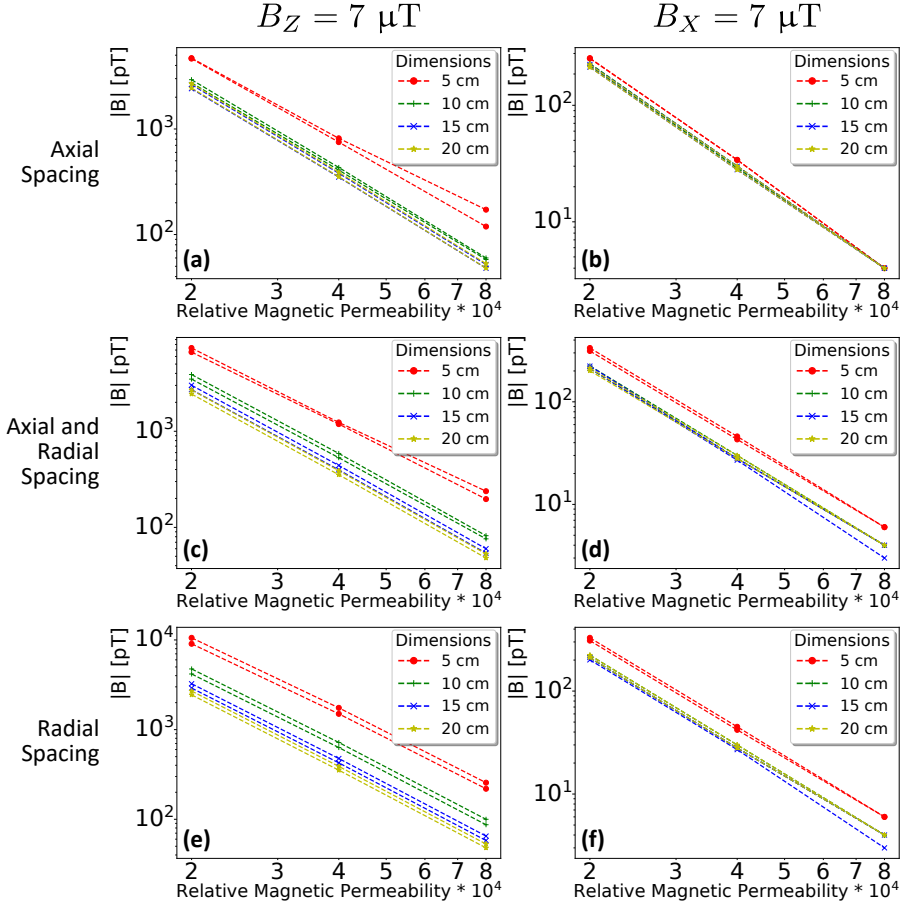 B_Z = 7 μT
B_X = 7 μT
Axial
Spacing
|B| [pT]
10^3
10^2
Dimensions
5 cm
10 cm
15 cm
20 cm
(a)
2 3 4 5 6 7 8
Relative Magnetic Permeability * 10^4
|B| [pT]
10^2
10^1
Dimensions
5 cm
10 cm
15 cm
20 cm
(b)
2 3 4 5 6 7 8
Relative Magnetic Permeability * 10^4
Axial and
Radial
Spacing
|B| [pT]
10^3
10^2
Dimensions
5 cm
10 cm
15 cm
20 cm
(c)
2 3 4 5 6 7 8
Relative Magnetic Permeability * 10^4
|B| [pT]
10^2
10^1
Dimensions
5 cm
10 cm
15 cm
20 cm
(d)
2 3 4 5 6 7 8
Relative Magnetic Permeability * 10^4
Radial
Spacing
|B| [pT]
10^4
10^3
10^2
Dimensions
5 cm
10 cm
15 cm
20 cm
(e)
2 3 4 5 6 7 8
Relative Magnetic Permeability * 10^4
|B| [pT]
10^2
10^1
Dimensions
5 cm
10 cm
15 cm
20 cm
(f)
2 3 4 5 6 7 8
Relative Magnetic Permeability * 10^4